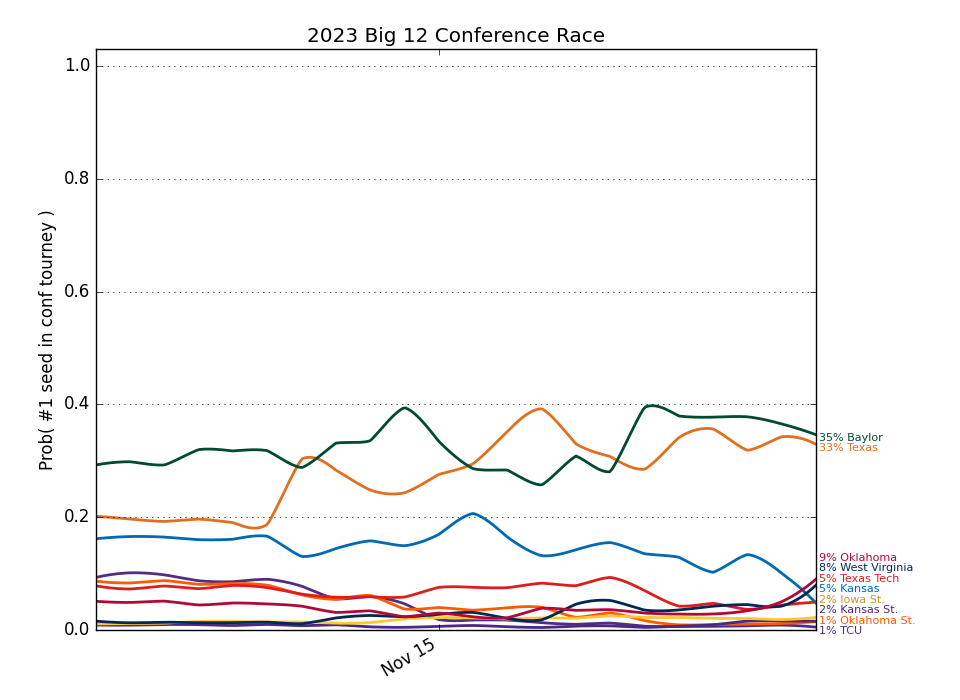 2023 Big 12 Conference Race
Prob( #1 seed in conf tourney )
1.0
0.8
0.6
0.4
0.2
0.0
Nov 15
35% Baylor
33% Texas
9% Oklahoma
8% West Virginia
5% Texas Tech
5% Kansas
2% Iowa St.
2% Kansas St.
1% Oklahoma St.
1% TCU